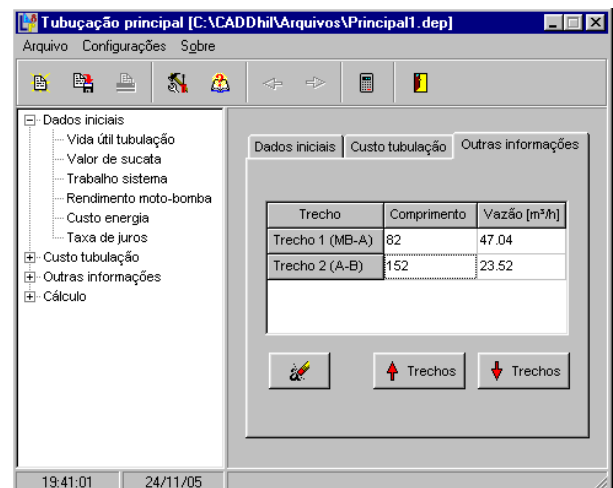 Tubuçação principal [C:\CADDhil\Arquivos\Principal1.dep]
Arquivo Configurações Sobre
Dados iniciais
Vida útil tubulação
Valor de sucata
Trabalho sistema
Rendimento moto-bomba
Custo energia
Taxa de juros
Custo tubulação
Outras informações
Cálculo
Dados iniciais Custo tubulação Outras informações
Trecho Comprimento Vazão [m³/h]
Trecho 1 (MB-A) 82 47.04
Trecho 2 (A-B) 152 23.52
Trechos Trechos
19:41:01 24/11/05